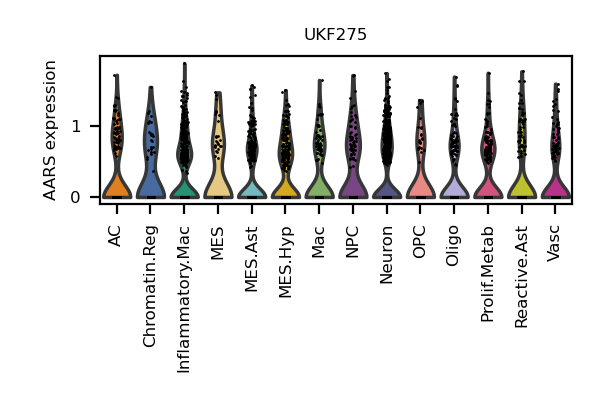 UKF275
AARS expression
1
0
AC
Chromatin.Reg
Inflammatory.Mac
MES
MES.Ast
MES.Hyp
Mac
NPC
Neuron
OPC
Oligo
Prolif.Metab
Reactive.Ast
Vasc